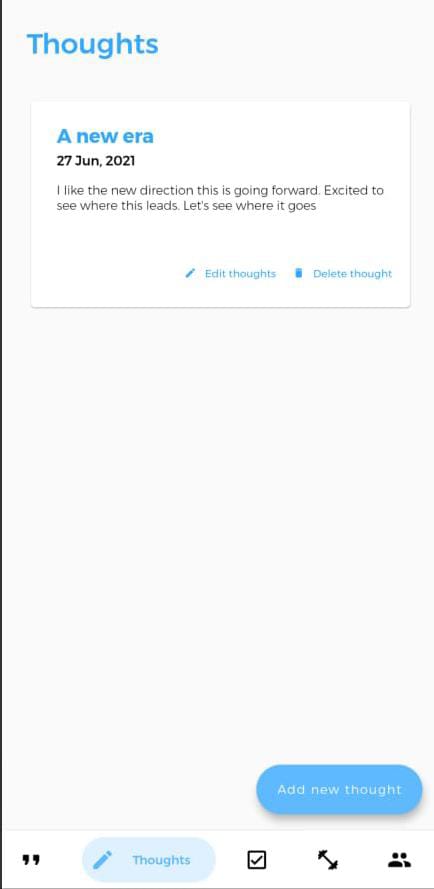 Thoughts
A new era
27 Jun, 2021
I like the new direction this is going forward. Excited to
see where this leads. Let's see where it goes
Edit thoughts Delete thought
Add new thought
Thoughts